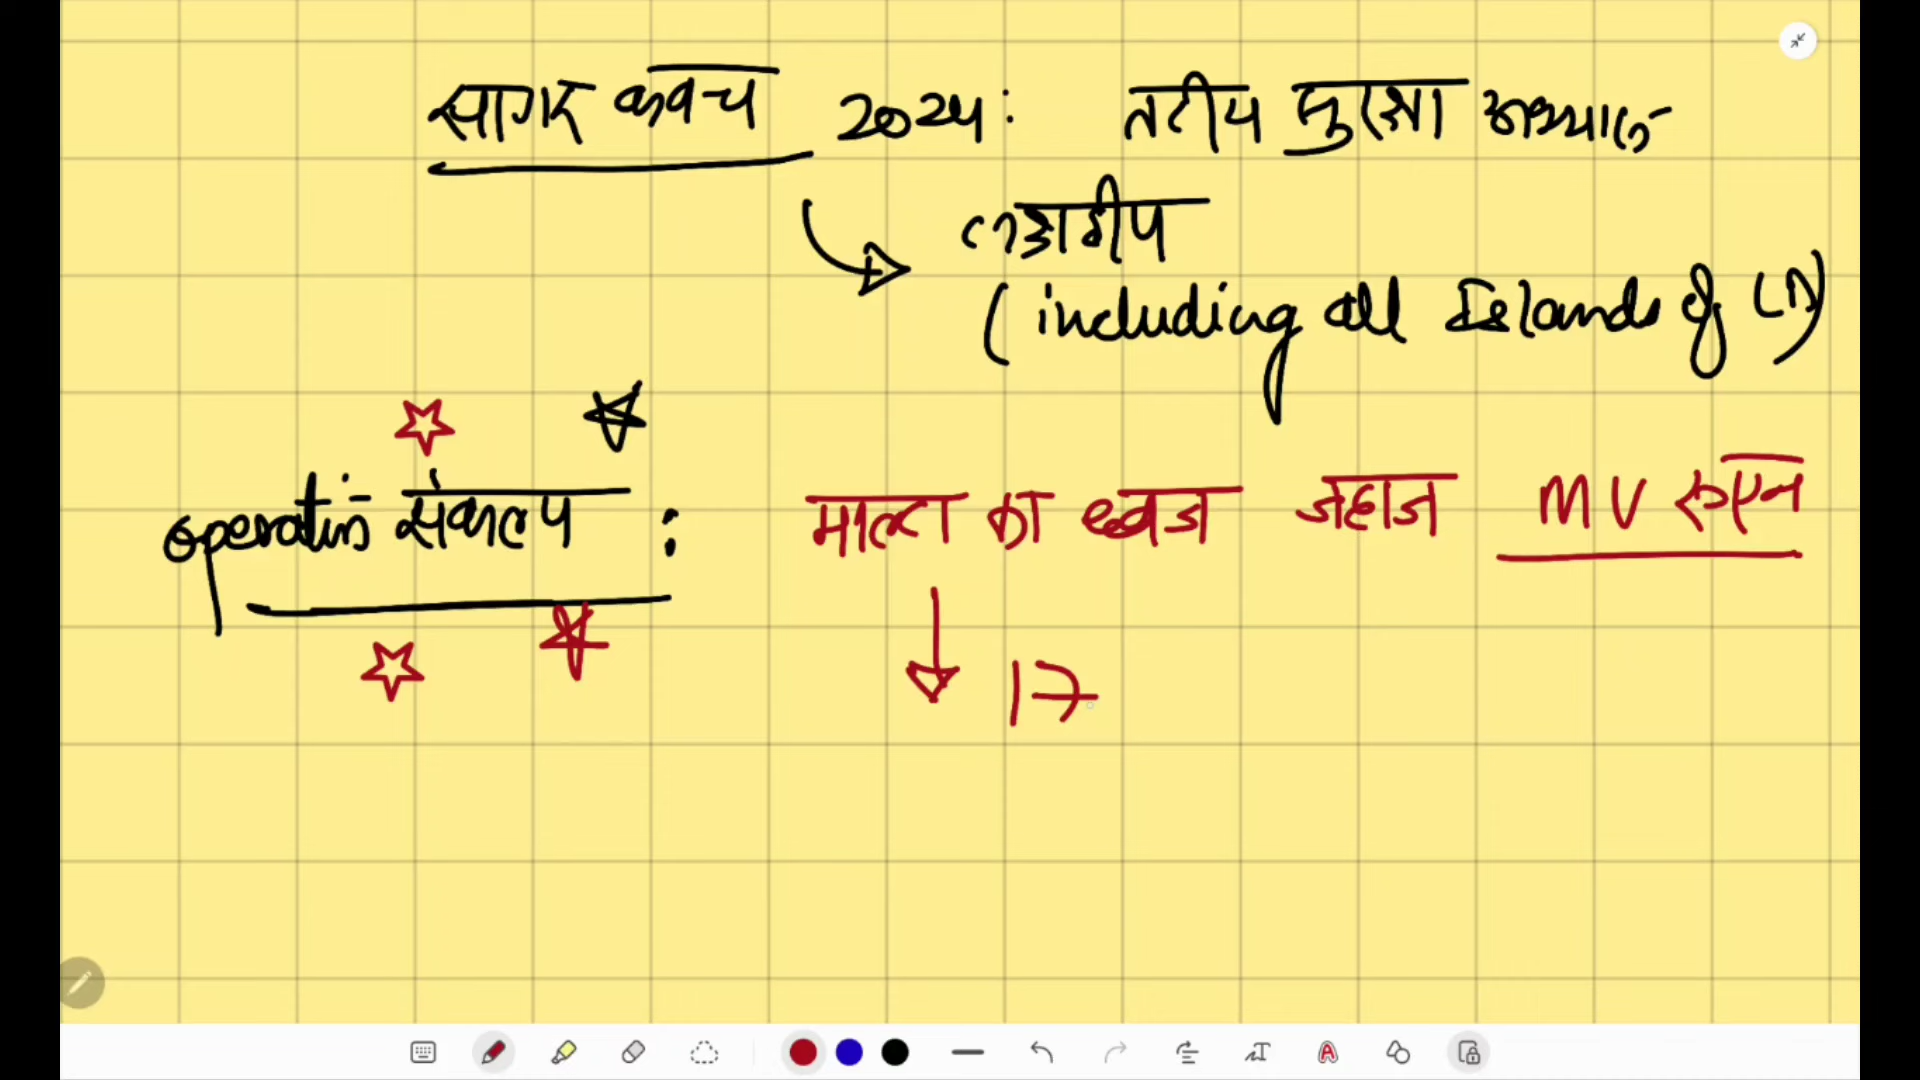 सागर कवच 2024: तटीय सुरक्षा अभ्यास
लक्षद्वीप
(including all Islands of LD)
operation संकल्प : माल्टा का ध्वज जहाज MV रुएन
17